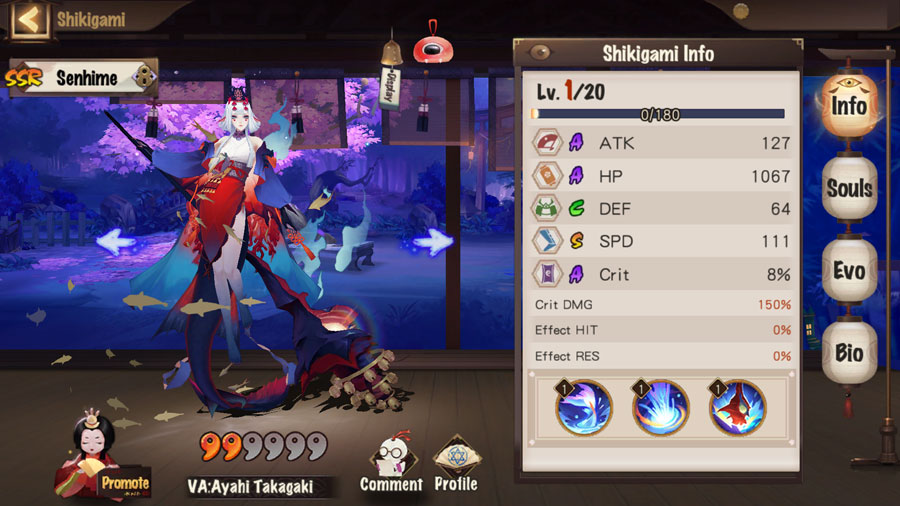 Shikigami
SSR Senhime
Display
Promote
VA:Ayahi Takagaki
Comment
Profile
Shikigami Info
Lv. 1/20
0/180
A ATK 127
A HP 1067
C DEF 64
S SPD 111
A Crit 8%
Crit DMG 150%
Effect HIT 0%
Effect RES 0%
1 1 1
Info
Souls
Evo
Bio